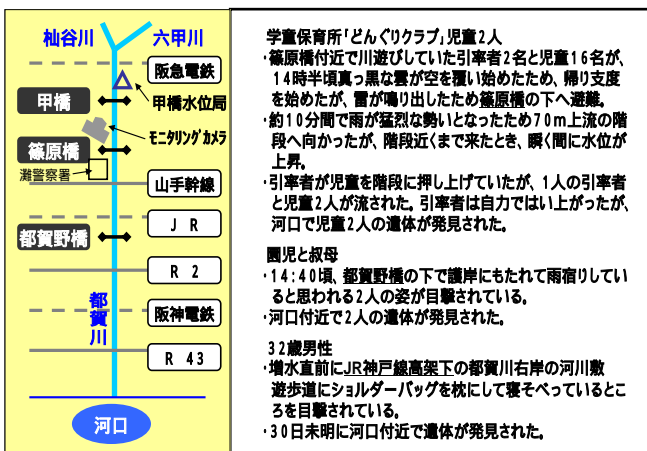 杣谷川
六甲川
阪急電鉄
甲橋
甲橋水位局
モニタリングカメラ
篠原橋
灘警察署
山手幹線
ＪＲ
都賀野橋
Ｒ２
都賀川
阪神電鉄
Ｒ 43
河口
学童保育所「どんぐりクラブ」児童２人
・篠原橋付近で川遊びしていた引率者２名と児童１６名が、
１４時半頃真っ黒な雲が空を覆い始めたため、帰り支度
を始めたが、雷が鳴り出したため篠原橋の下へ避難。
・約１０分間で雨が猛烈な勢いとなったため７０ｍ上流の階
段へ向かったが、階段近くまで来たとき、瞬く間に水位が
上昇。
・引率者が児童を階段に押し上げていたが、１人の引率者
と児童２人が流された。引率者は自力ではい上がったが、
河口で児童２人の遺体が発見された。
園児と叔母
・１４：４０頃、都賀野橋の下で護岸にもたれて雨宿りしてい
ると思われる２人の姿が目撃されている。
・河口付近で２人の遺体が発見された。
３２歳男性
・増水直前にJR神戸線高架下の都賀川右岸の河川敷
遊歩道にショルダーバッグを枕にして寝そべっているとこ
ろを目撃されている。
・３０日未明に河口付近で遺体が発見された。